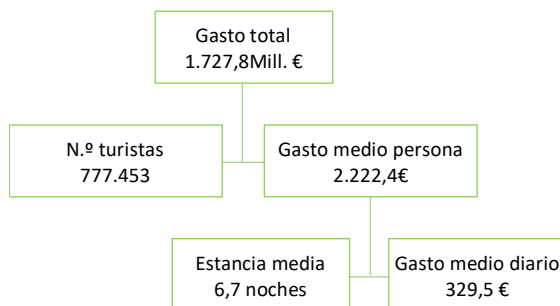 Gasto total
1.727,8Mill. €
N.º turistas
777.453
Gasto medio persona
2.222,4€
Estancia media
6,7 noches
Gasto medio diario
329,5 €